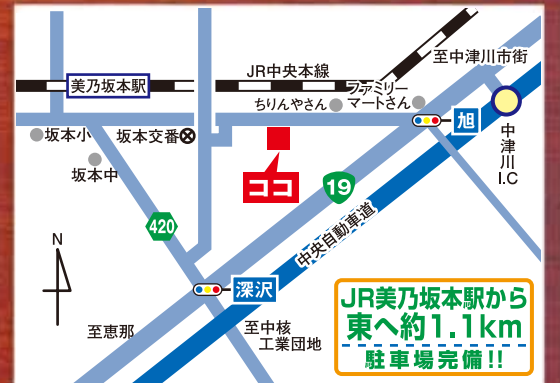 至中津川市街
JR中央本線
美乃坂本駅
ファミリー
マートさん
ちりんやさん
坂本小
坂本交番
旭
坂本中
中津川I.C
ココ
19
420
中央自動車道
N
深沢
至恵那
至中核
工業団地
JR美乃坂本駅から
東へ約1.1km
駐車場完備!!